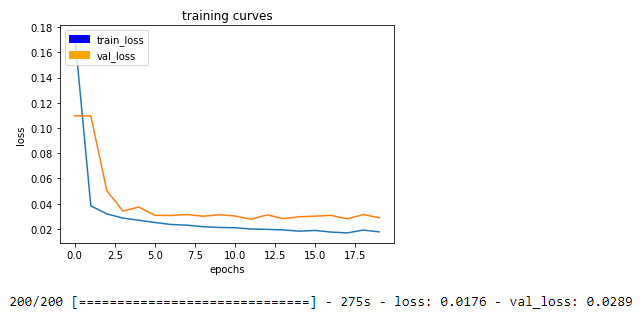 training curves
train_loss
val_loss
0.18
0.16
0.14
0.12
0.10
0.08
0.06
0.04
0.02
loss
0.0 2.5 5.0 7.5 10.0 12.5 15.0 17.5
epochs
200/200 [==============================] - 275s - loss: 0.0176 - val_loss: 0.0289